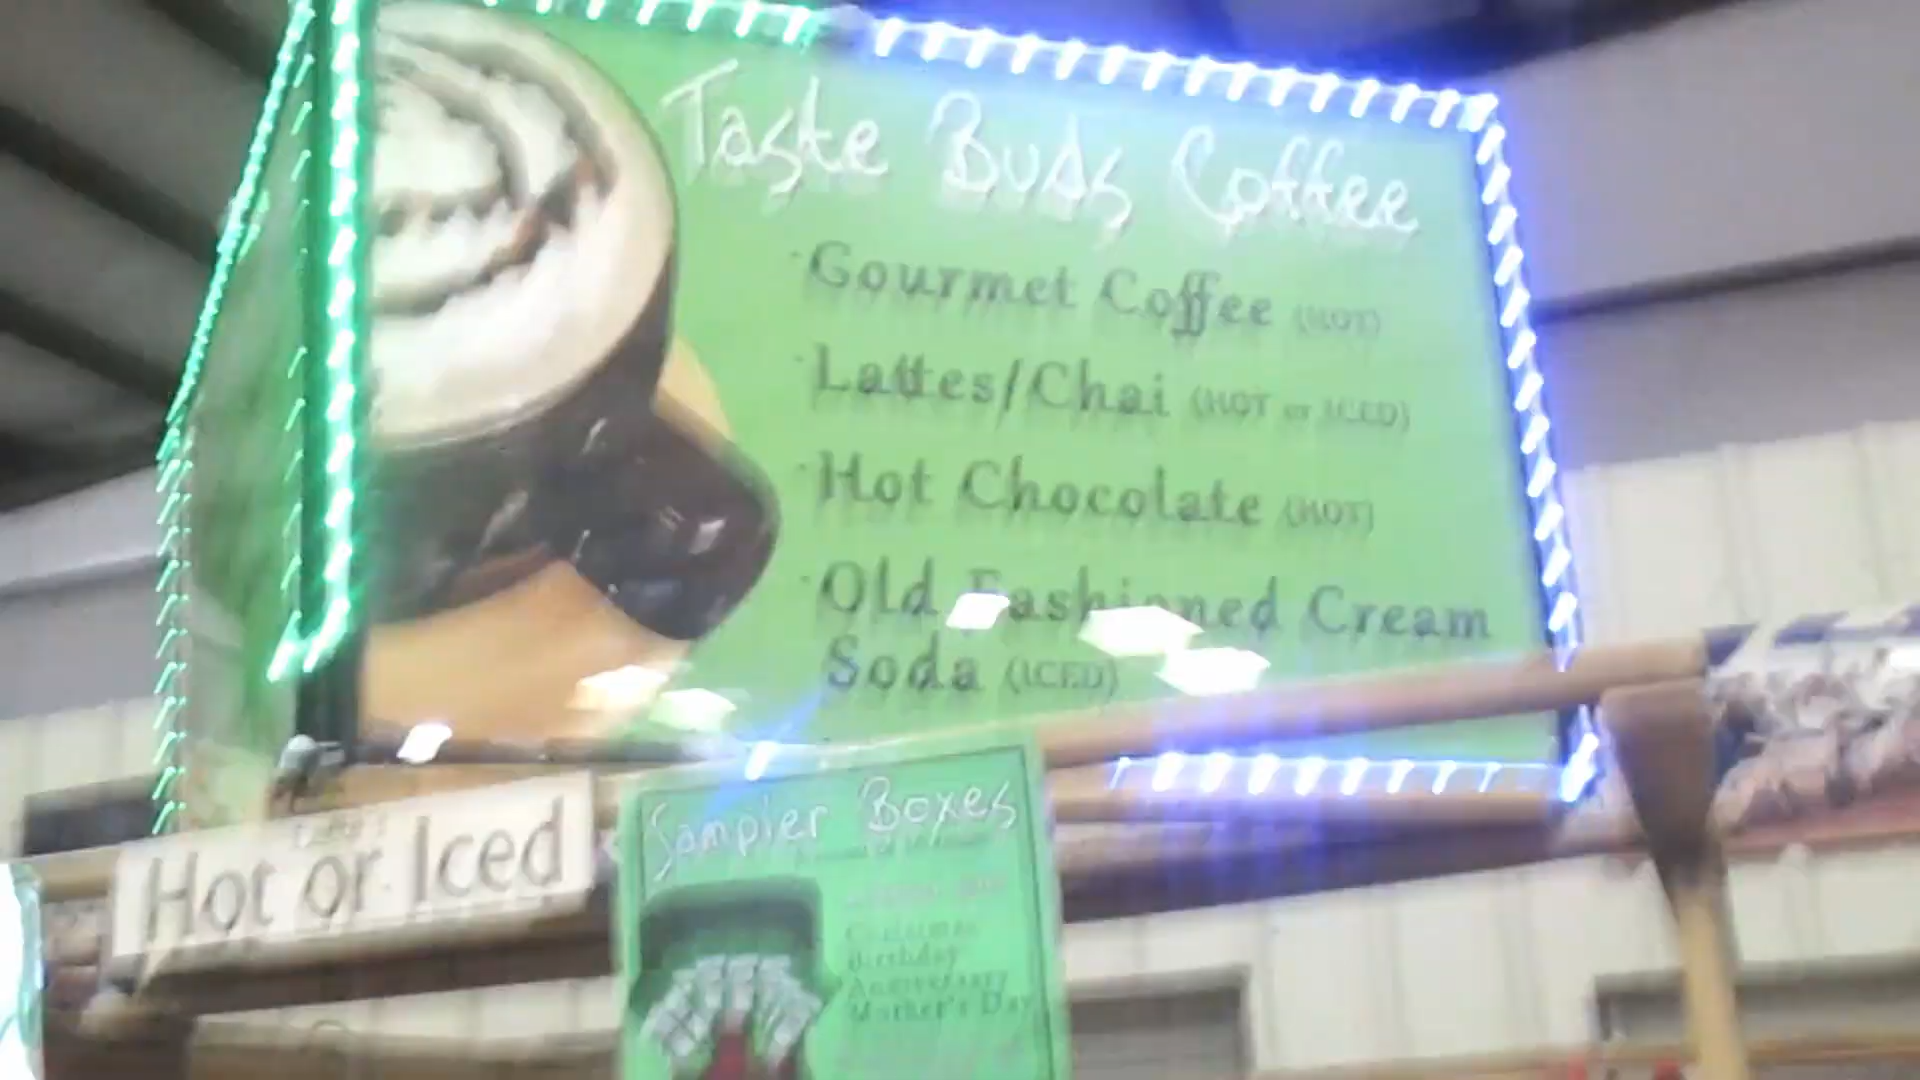 Taste Buds Coffee
Gourmet Coffee (HOT)
Lattes/Chai (HOT or ICED)
Hot Chocolate (HOT)
Old Fashioned Cream
Soda (ICED)
Hot or Iced
Sampler Boxes
Christmas
Birthday
Anniversary
Mother's Day